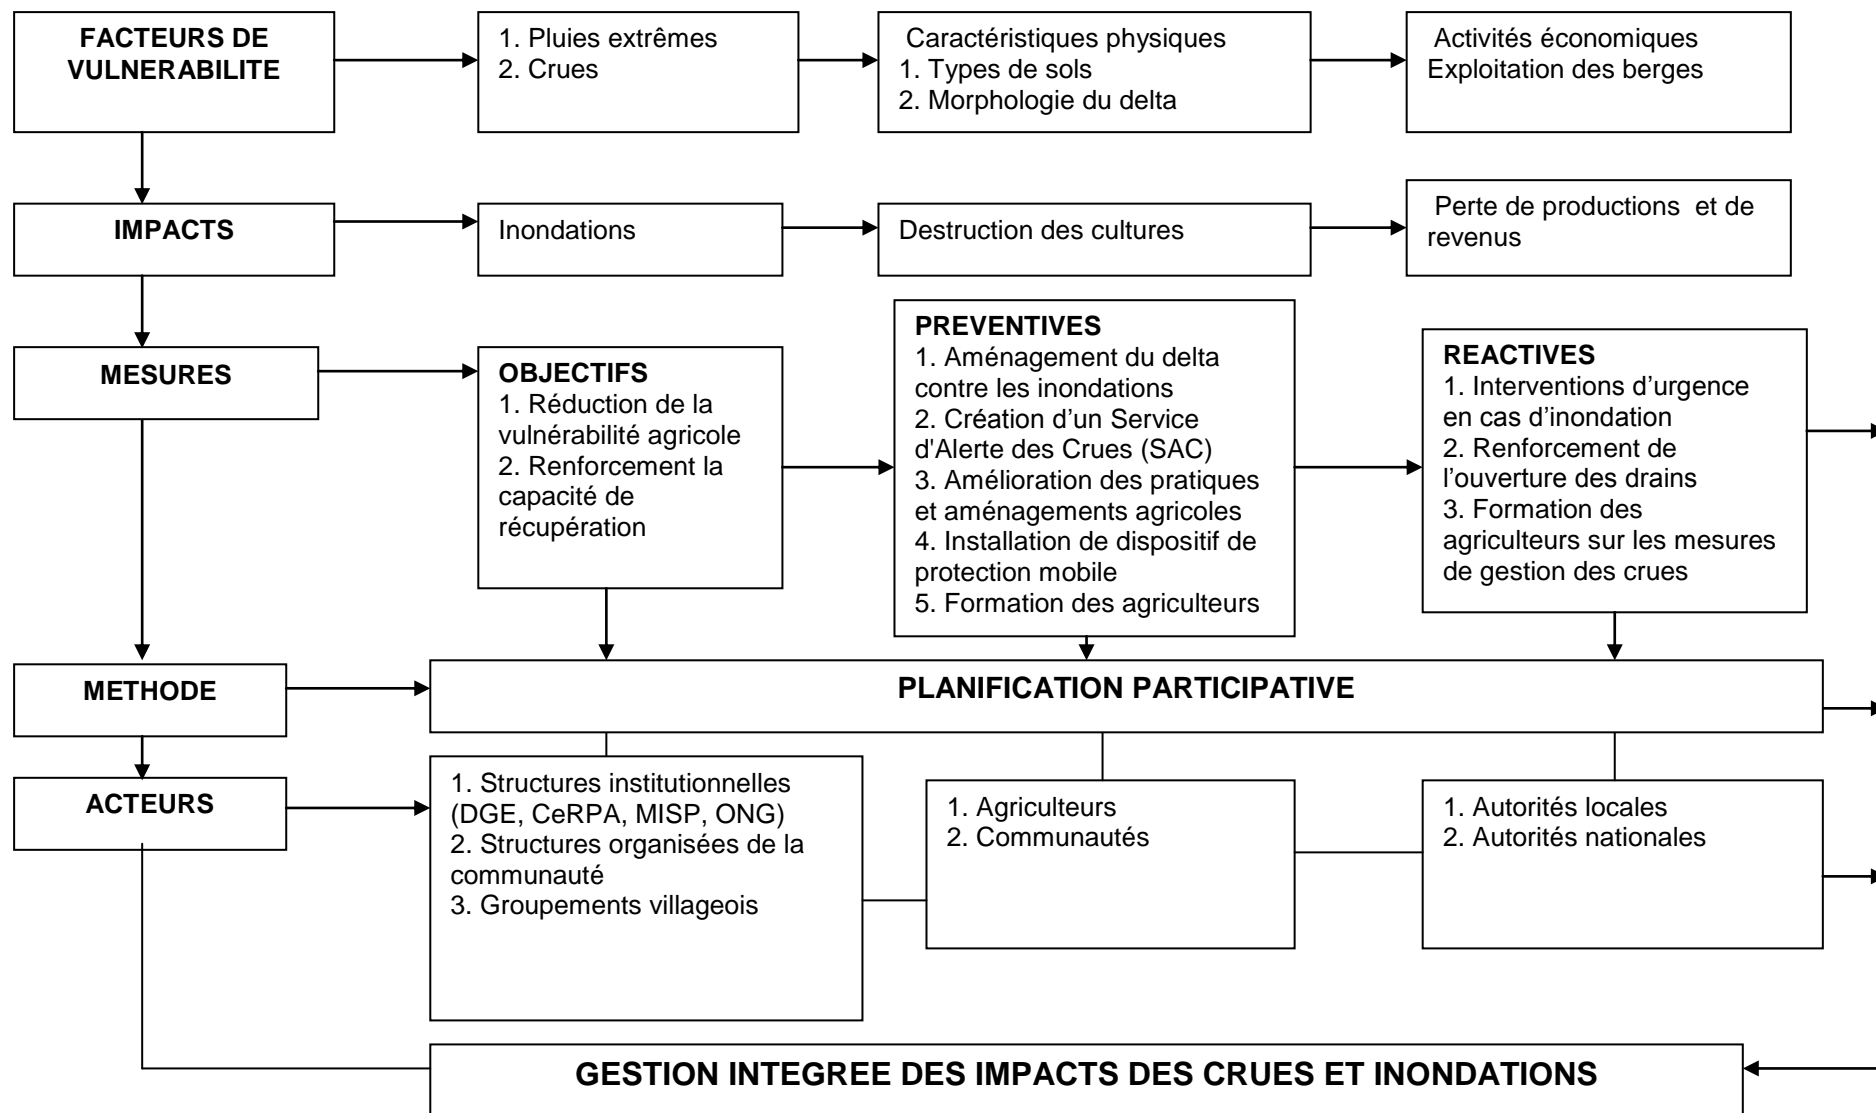 FACTEURS DE
VULNERABILITE
1. Pluies extrêmes
2. Crues
Caractéristiques physiques
1. Types de sols
2. Morphologie du delta
Activités économiques
Exploitation des berges
IMPACTS
Inondations
Destruction des cultures
Perte de productions et de
revenus
MESURES
OBJECTIFS
1. Réduction de la
vulnérabilité agricole
2. Renforcement la
capacité de
récupération
PREVENTIVES
1. Aménagement du delta
contre les inondations
2. Création d’un Service
d'Alerte des Crues (SAC)
3. Amélioration des pratiques
et aménagements agricoles
4. Installation de dispositif de
protection mobile
5. Formation des agriculteurs
REACTIVES
1. Interventions d’urgence
en cas d’inondation
2. Renforcement de
l’ouverture des drains
3. Formation des
agriculteurs sur les mesures
de gestion des crues
METHODE
PLANIFICATION PARTICIPATIVE
ACTEURS
1. Structures institutionnelles
(DGE, CeRPA, MISP, ONG)
2. Structures organisées de la
communauté
3. Groupements villageois
1. Agriculteurs
2. Communautés
1. Autorités locales
2. Autorités nationales
GESTION INTEGREE DES IMPACTS DES CRUES ET INONDATIONS